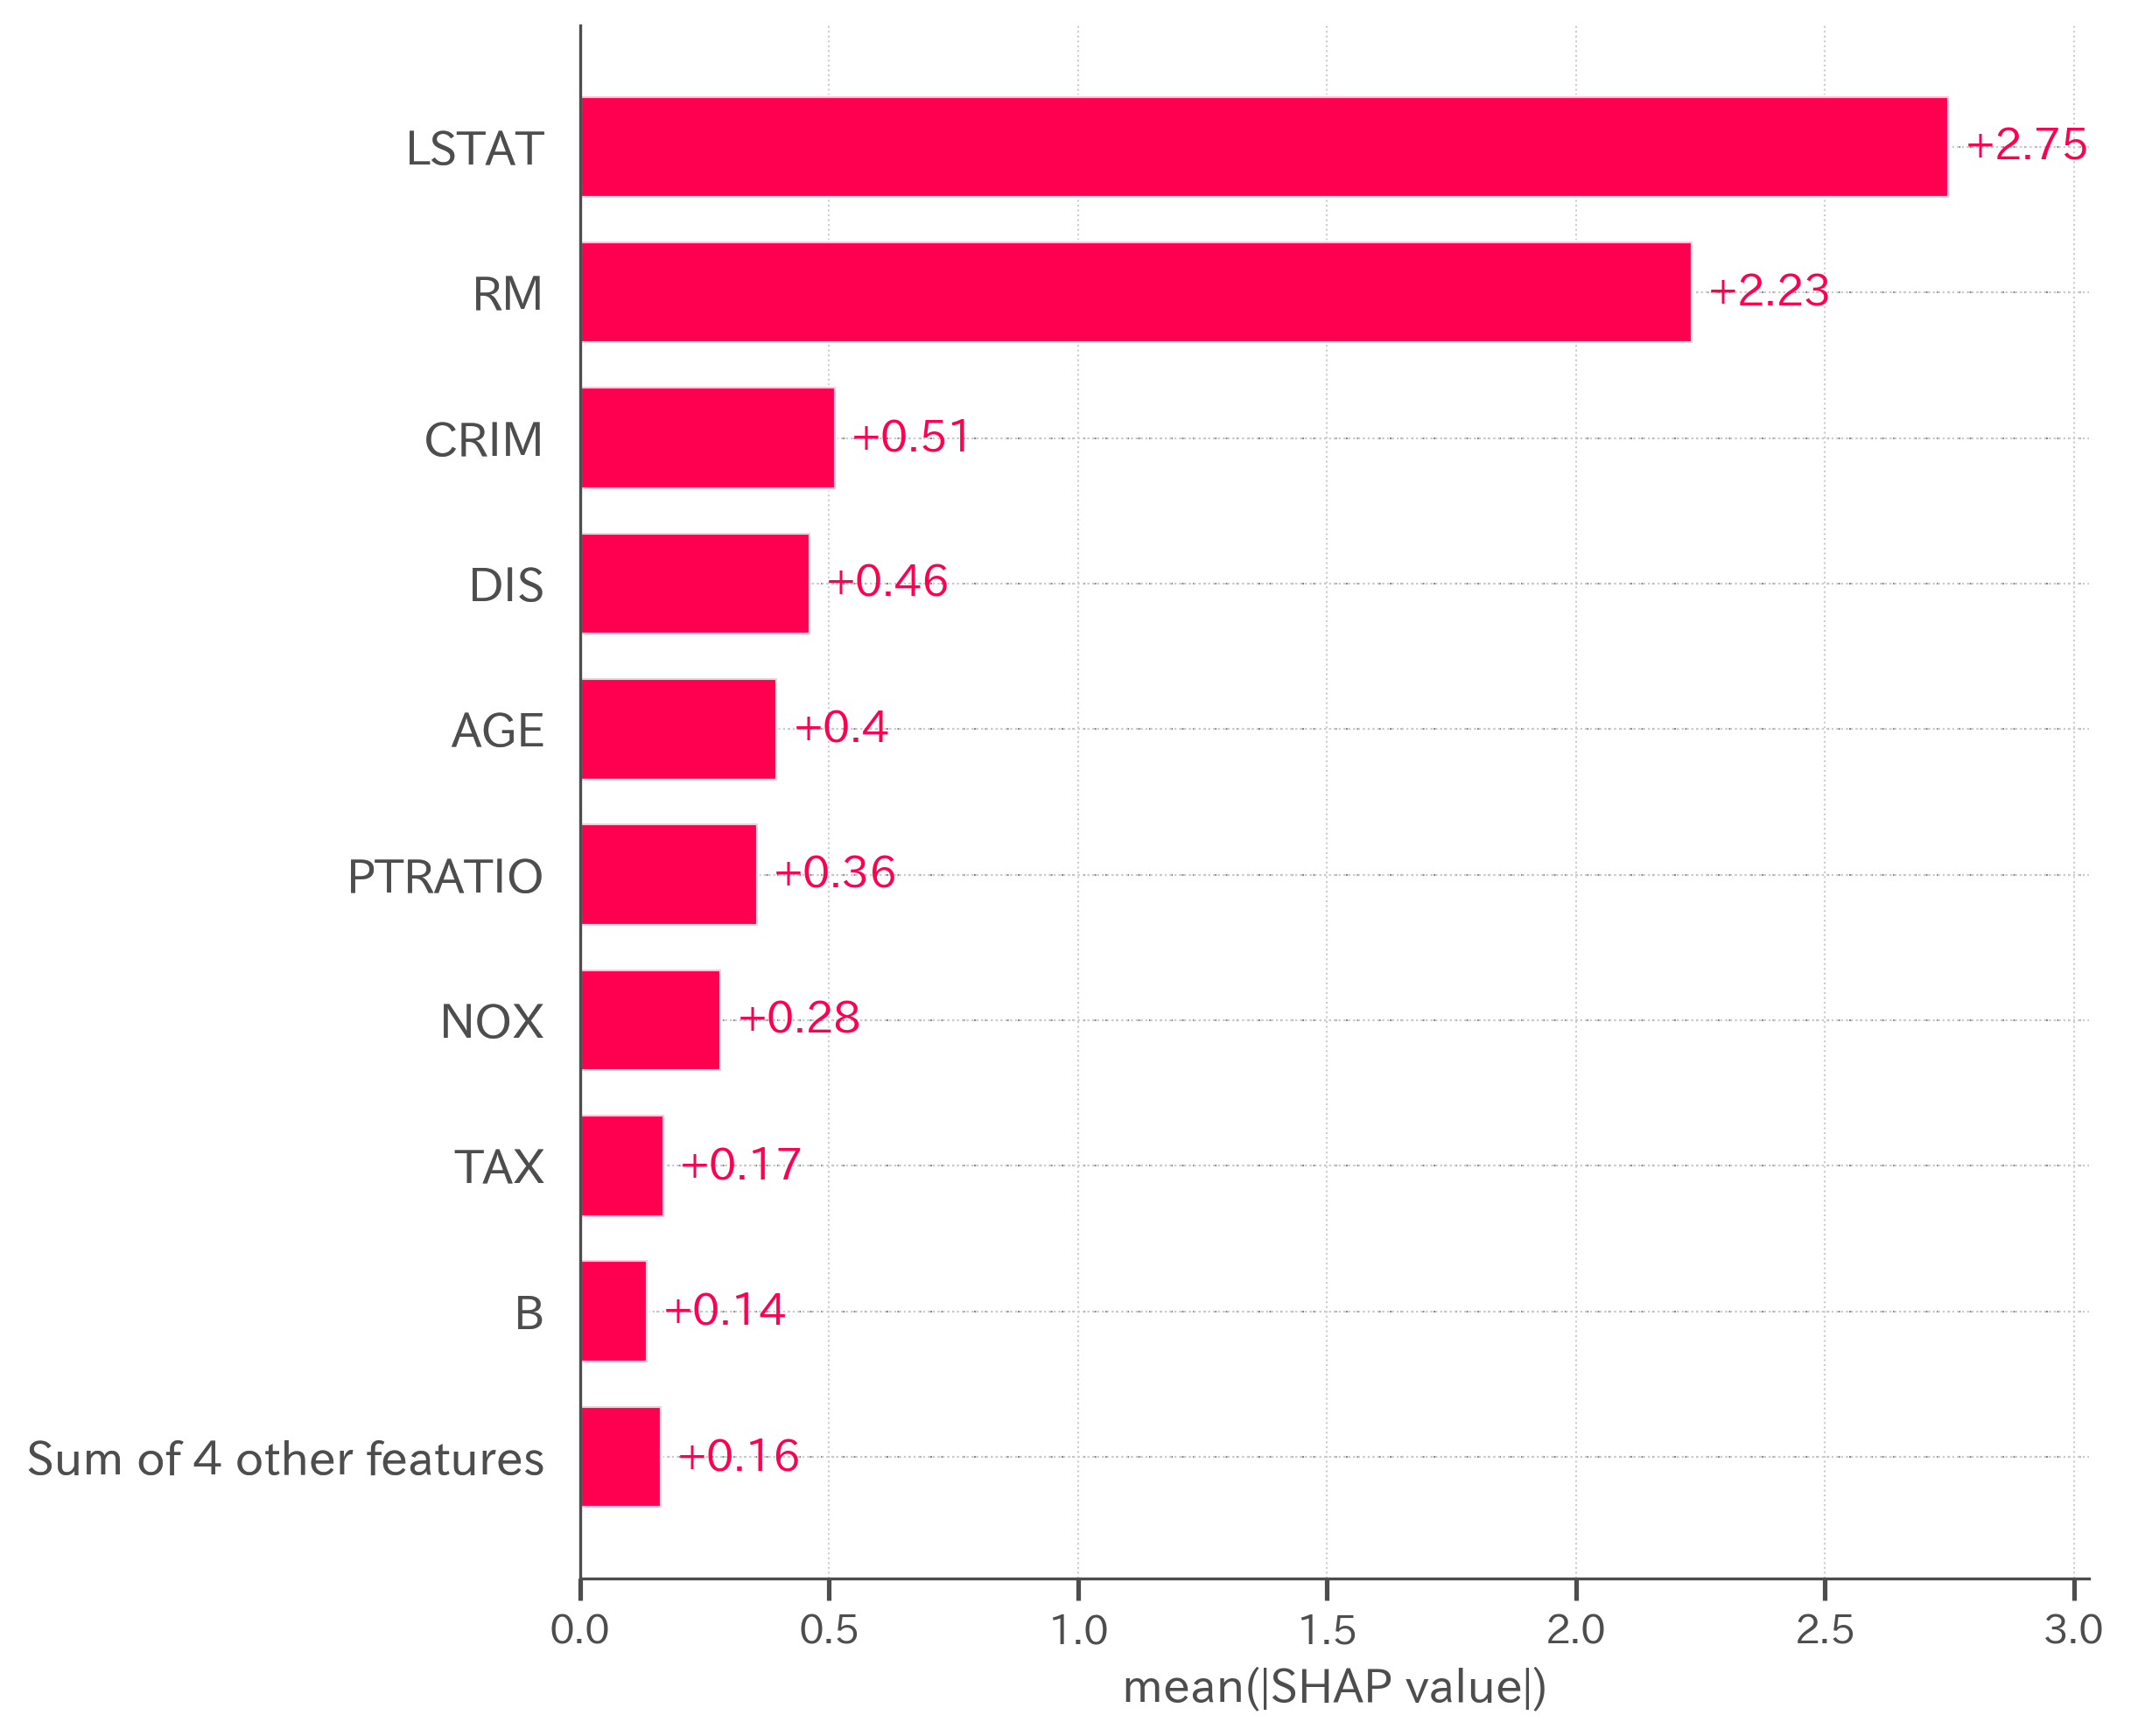 LSTAT +2.75
RM +2.23
CRIM +0.51
DIS +0.46
AGE +0.4
PTRATIO +0.36
NOX +0.28
TAX +0.17
B +0.14
Sum of 4 other features +0.16
0.0 0.5 1.0 1.5 2.0 2.5 3.0
mean(|SHAP value|)